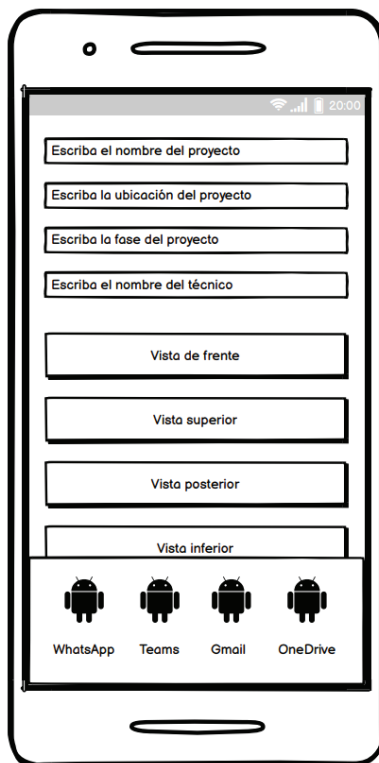 20:00
Escriba el nombre del proyecto
Escriba la ubicación del proyecto
Escriba la fase del proyecto
Escriba el nombre del técnico
Vista de frente
Vista superior
Vista posterior
Vista inferior
WhatsApp Teams Gmail OneDrive